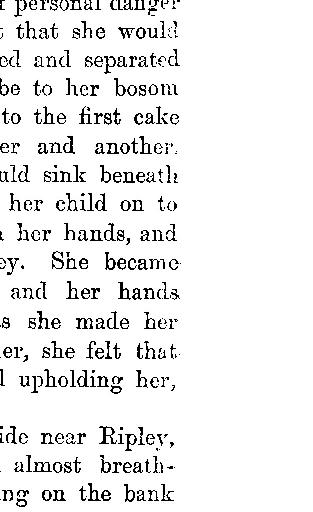 personal danger
that she would
ed and separated
be to her bosom
to the first cake
er and another.
uld sink beneath
her child on to
her hands, and
ey. She became
and her hands
s she made her
er, she felt that
upholding her,
ide near Ripley,
almost breath-
ng on the bank